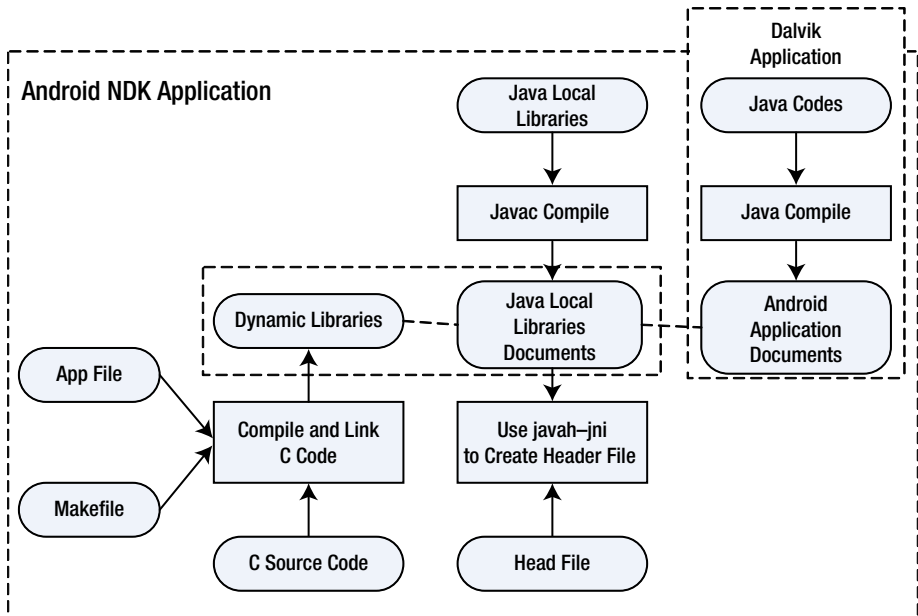 Dalvik
Application
Android NDK Application
Java Local
Libraries
Java Codes
Javac Compile
Java Compile
Dynamic Libraries
Java Local
Libraries
Documents
Android
Application
Documents
App File
Compile and Link
C Code
Use javah–jni
to Create Header File
Makefile
C Source Code
Head File